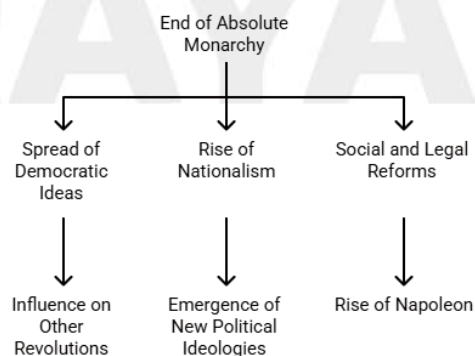 AYA
End of Absolute
Monarchy
Spread of
Democratic
Ideas
Rise of
Nationalism
Social and Legal
Reforms
Influence on
Other
Revolutions
Emergence of
New Political
Ideologies
Rise of Napoleon